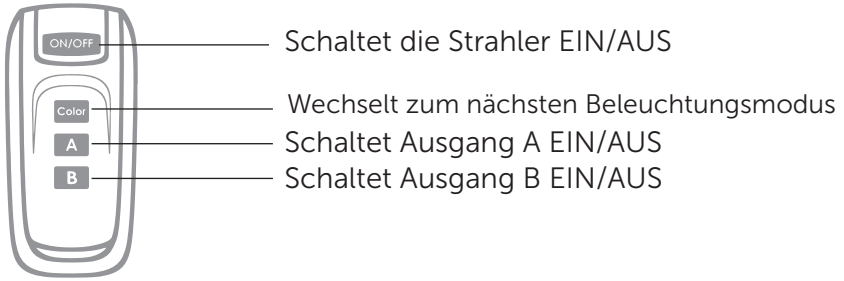 ON/OFF Schaltet die Strahler EIN/AUS
Color Wechselt zum nächsten Beleuchtungsmodus
A Schaltet Ausgang A EIN/AUS
B Schaltet Ausgang B EIN/AUS